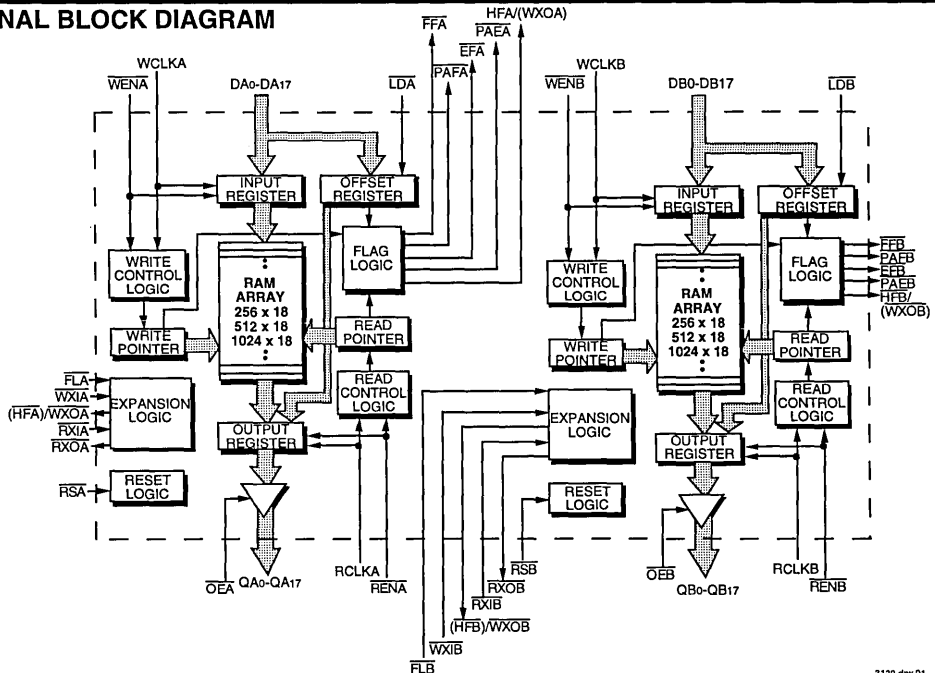 NAL BLOCK DIAGRAM
HFA/(WXOA)
FFA
PAEA
EFA
PAFA
WCLKA
WENA
DA0-DA17
LDA
WCLKB
WENB
DB0-DB17
LDB
INPUT
REGISTER
OFFSET
REGISTER
INPUT
REGISTER
OFFSET
REGISTER
WRITE
CONTROL
LOGIC
FLAG
LOGIC
WRITE
CONTROL
LOGIC
FLAG
LOGIC
FFB
PAFB
EFB
PAEB
HFB/
(WXOB)
RAM
ARRAY
256 x 18
512 x 18
1024 x 18
RAM
ARRAY
256 x 18
512 x 18
1024 x 18
WRITE
POINTER
READ
POINTER
WRITE
POINTER
READ
POINTER
FLA
WXIA
(HFA)/WXOA
RXIA
RXOA
EXPANSION
LOGIC
READ
CONTROL
LOGIC
EXPANSION
LOGIC
READ
CONTROL
LOGIC
OUTPUT
REGISTER
OUTPUT
REGISTER
RSA
RESET
LOGIC
RESET
LOGIC
OEA
QA0-QA17
RCLKA
RENA
RSB
RXOB
RXIB
(HFB)/WXOB
WXIB
FLB
OEB
QB0-QB17
RCLKB
RENB
3139 drw 01